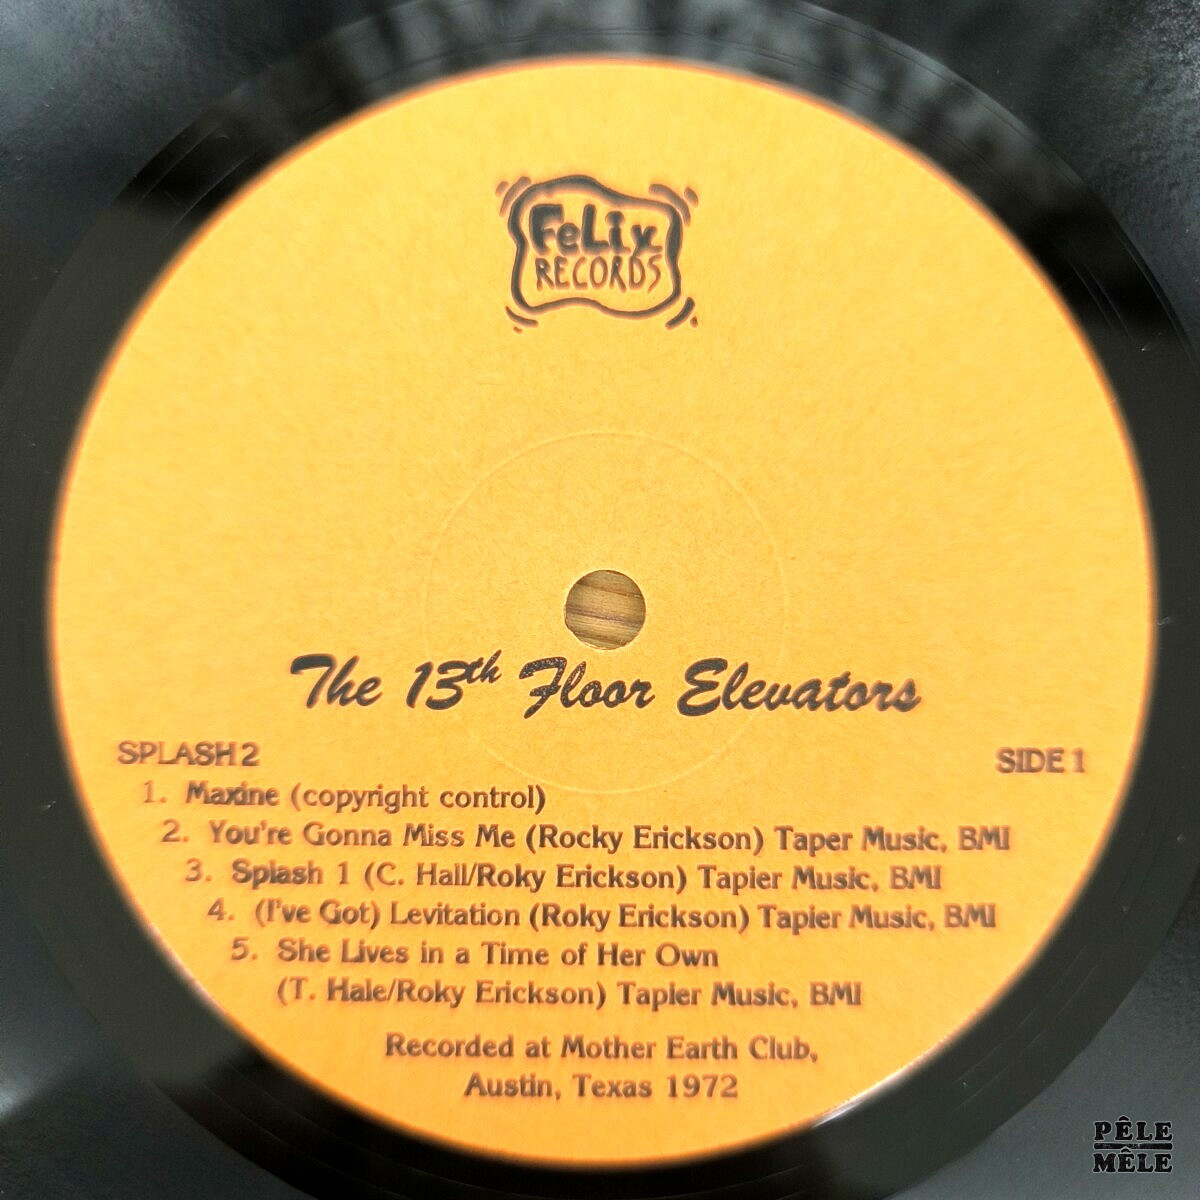 FeLix
RECORDS
The 13th Floor Elevators
SPLASH 2
SIDE 1
1. Maxine (copyright control)
2. You're Gonna Miss Me (Rocky Erickson) Taper Music, BMI
3. Splash 1 (C. Hall/Roky Erickson) Tapier Music, BMI
4. (I've Got) Levitation (Roky Erickson) Tapier Music, BMI
5. She Lives in a Time of Her Own
(T. Hale/Roky Erickson) Tapier Music, BMI
Recorded at Mother Earth Club,
Austin, Texas 1972
PÊLE
MÊLE